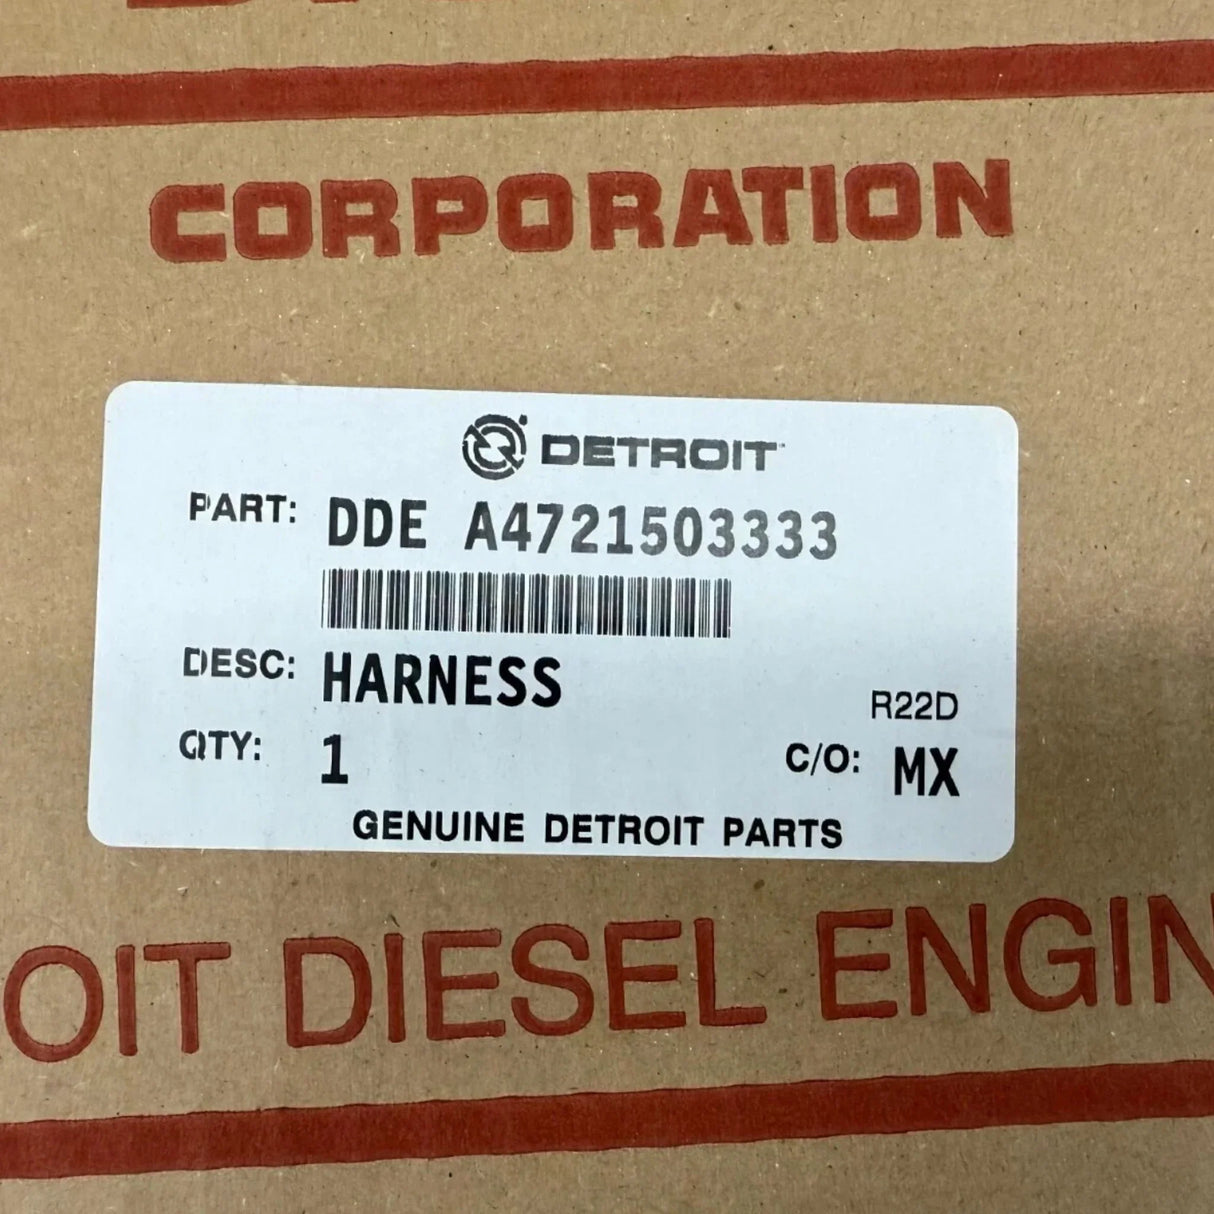 CORPORATION
DETROIT
PART: DDE A4721503333
DESC: HARNESS
R22D
QTY: 1
C/O: MX
GENUINE DETROIT PARTS
OIT DIESEL ENGIN